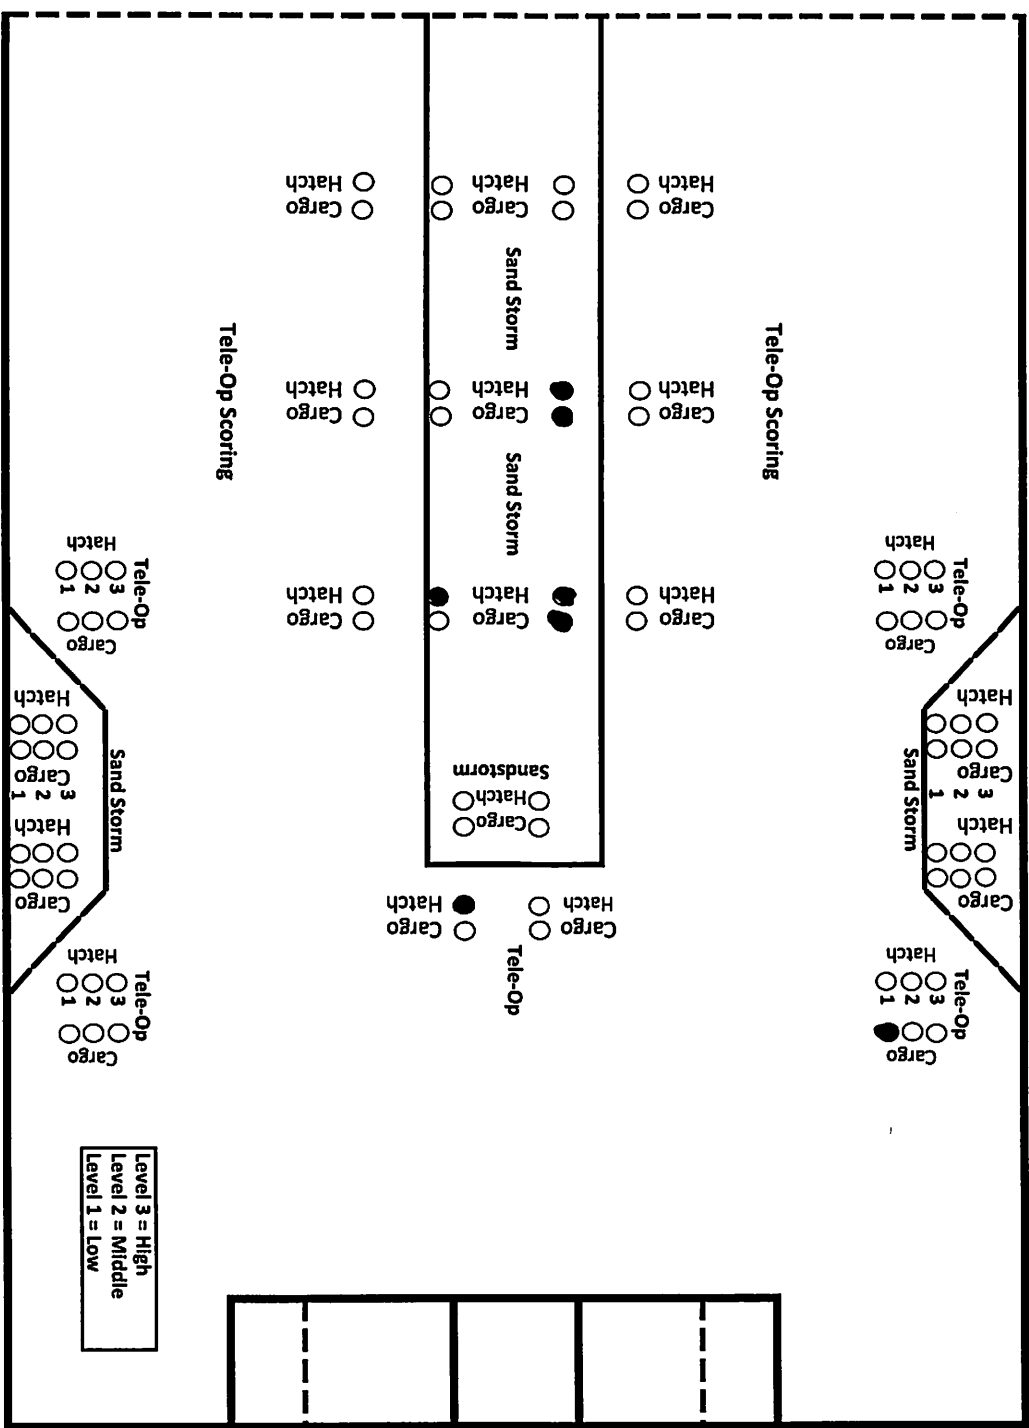 Hatch
Hatch
Hatch
Cargo
Cargo
Cargo
Sand Storm
Tele-Op Scoring
Tele-Op Scoring
Hatch
Hatch
Hatch
Cargo
Cargo
Cargo
Sand Storm
Hatch
Hatch
Tele-Op
Tele-Op
1 2 3
1 2 3
Hatch
Hatch
Hatch
Cargo
Cargo
Cargo
Cargo
Cargo
Hatch
Hatch
Sand Storm
Sand Storm
Cargo
Cargo
1 2 3
1 2 3
Sandstorm
Hatch
Cargo
Hatch
Hatch
Cargo
Cargo
Hatch
Hatch
Cargo
Cargo
Tele-Op
Hatch
Hatch
Tele-Op
Tele-Op
1 2 3
1 2 3
Cargo
Cargo
Level 3 = High
Level 2 = Middle
Level 1 = Low